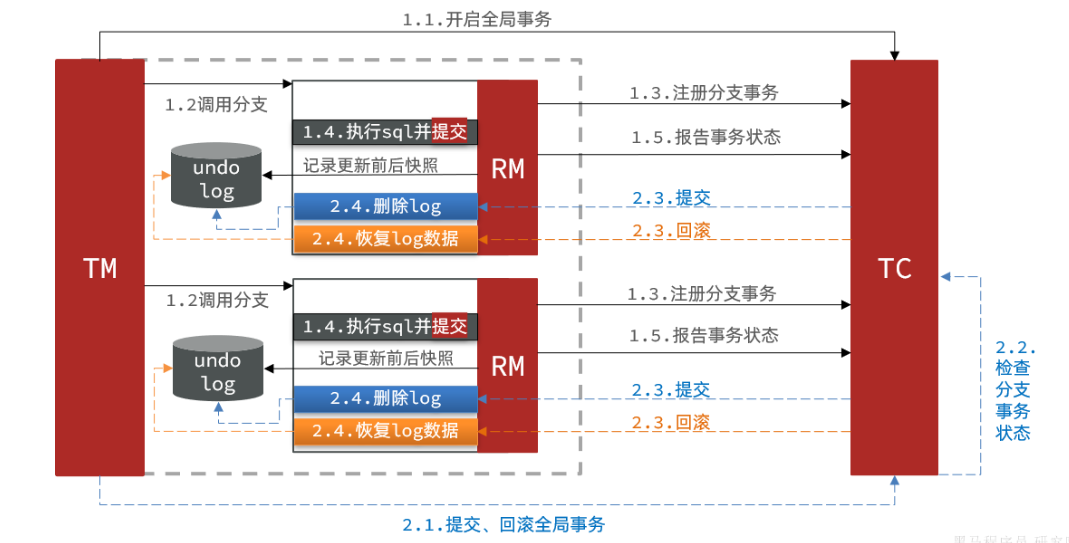 1.1.开启全局事务
TM
TC
1.2调用分支
1.3.注册分支事务
1.4.执行sql并提交
1.5.报告事务状态
undo
log
记录更新前后快照
RM
2.4.删除log
2.3.提交
2.4.恢复log数据
2.3.回滚
1.2调用分支
1.3.注册分支事务
1.4.执行sql并提交
1.5.报告事务状态
undo
log
记录更新前后快照
RM
2.4.删除log
2.3.提交
2.4.恢复log数据
2.3.回滚
2.2.
检查
分支
事务
状态
2.1.提交、回滚全局事务